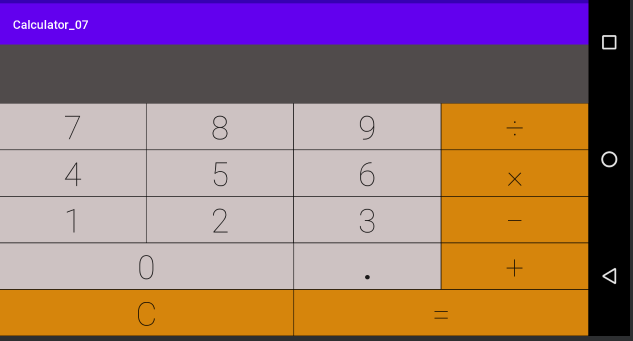 Calculator_07
7 8 9 ÷
4 5 6 ×
1 2 3 −
0 . +
C =